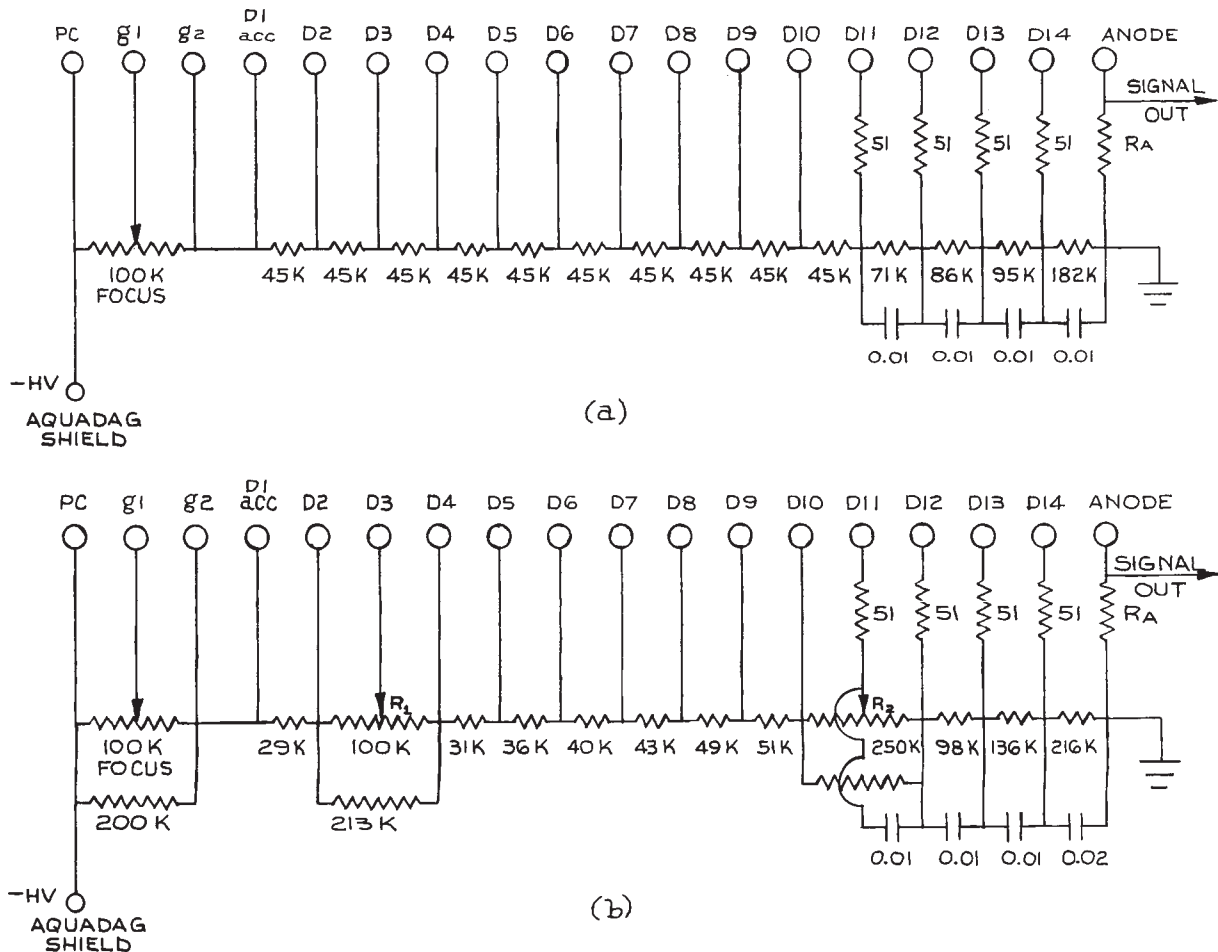 PC g1 g2 D1 acc D2 D3 D4 D5 D6 D7 D8 D9 D10 D11 D12 D13 D14 ANODE
SIGNAL OUT
51 51 51 51 RA
100K FOCUS 45K 45K 45K 45K 45K 45K 45K 45K 45K 45K 71K 86K 95K 182K
0.01 0.01 0.01 0.01
-HV
AQUADAG SHIELD
(a)
PC g1 g2 D1 acc D2 D3 D4 D5 D6 D7 D8 D9 D10 D11 D12 D13 D14 ANODE
SIGNAL OUT
51 51 51 51 RA
R1 R2
100K FOCUS 29K 100K 31K 36K 40K 43K 49K 51K 250K 98K 136K 216K
200K 213K
0.01 0.01 0.01 0.02
-HV
AQUADAG SHIELD
(b)